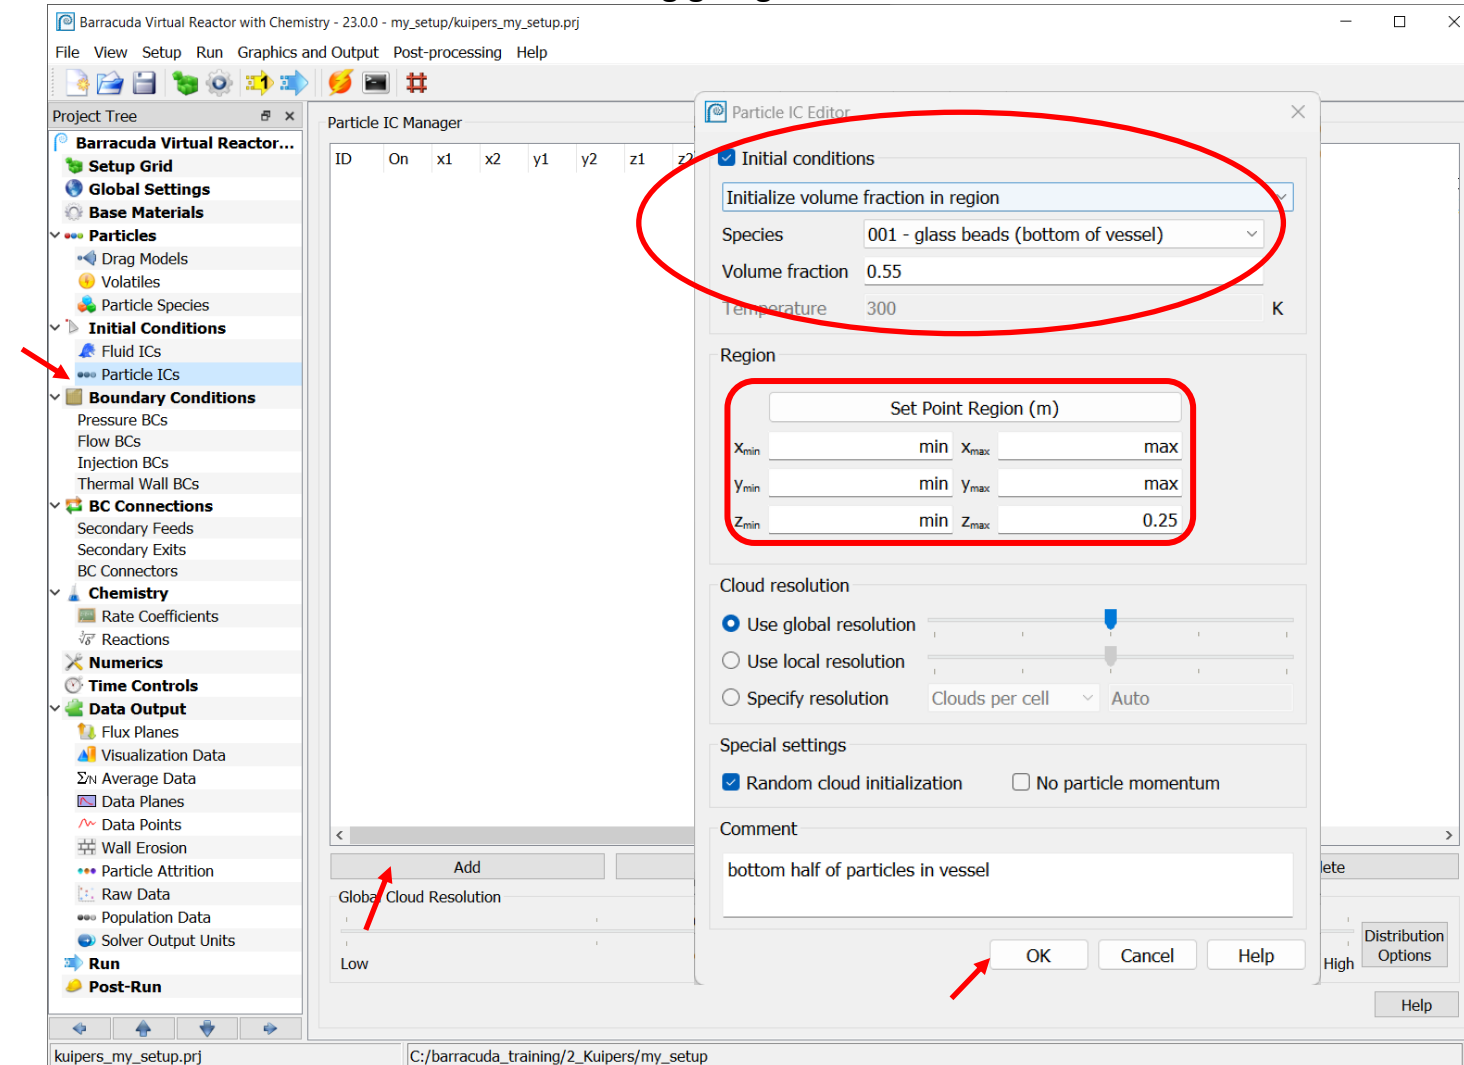 Barracuda Virtual Reactor with Chemistry - 23.0.0 - my_setup/kuipers_my_setup.prj
File View Setup Run Graphics and Output Post-processing Help
Project Tree
Barracuda Virtual Reactor...
Setup Grid
Global Settings
Base Materials
Particles
Drag Models
Volatiles
Particle Species
Initial Conditions
Fluid ICs
Particle ICs
Boundary Conditions
Pressure BCs
Flow BCs
Injection BCs
Thermal Wall BCs
BC Connections
Secondary Feeds
Secondary Exits
BC Connectors
Chemistry
Rate Coefficients
Reactions
Numerics
Time Controls
Data Output
Flux Planes
Visualization Data
Average Data
Data Planes
Data Points
Wall Erosion
Particle Attrition
Raw Data
Population Data
Solver Output Units
Run
Post-Run
Particle IC Manager
ID On x1 x2 y1 y2 z1 z2
Add
Global Cloud Resolution
Low
High
Distribution
Options
Help
Particle IC Editor
Initial conditions
Initialize volume fraction in region
Species 001 - glass beads (bottom of vessel)
Volume fraction 0.55
Temperature 300 K
Region
Set Point Region (m)
xmin min xmax max
ymin min ymax max
zmin min zmax 0.25
Cloud resolution
Use global resolution
Use local resolution
Specify resolution Clouds per cell Auto
Special settings
Random cloud initialization No particle momentum
Comment
bottom half of particles in vessel
OK Cancel Help
kuipers_my_setup.prj C:/barracuda_training/2_Kuipers/my_setup